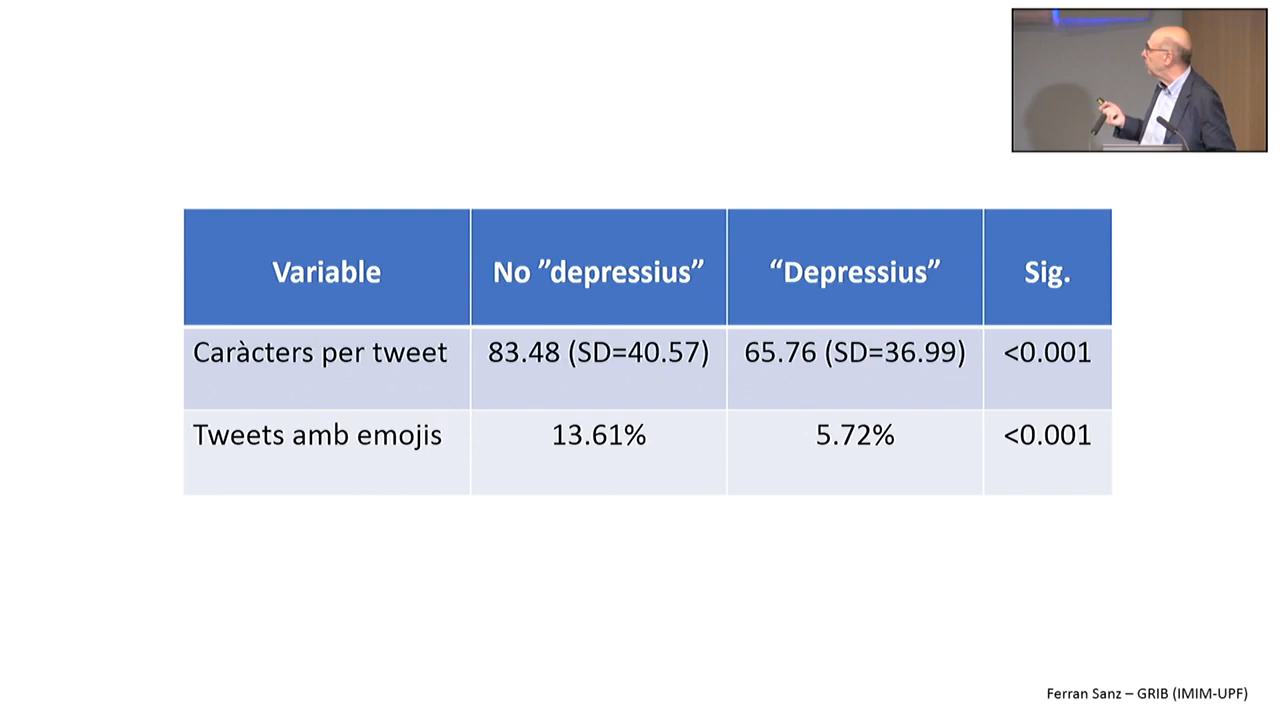 Variable No ”depressius” “Depressius” Sig.
Caràcters per tweet 83.48 (SD=40.57) 65.76 (SD=36.99) <0.001
Tweets amb emojis 13.61% 5.72% <0.001
Ferran Sanz – GRIB (IMIM-UPF)